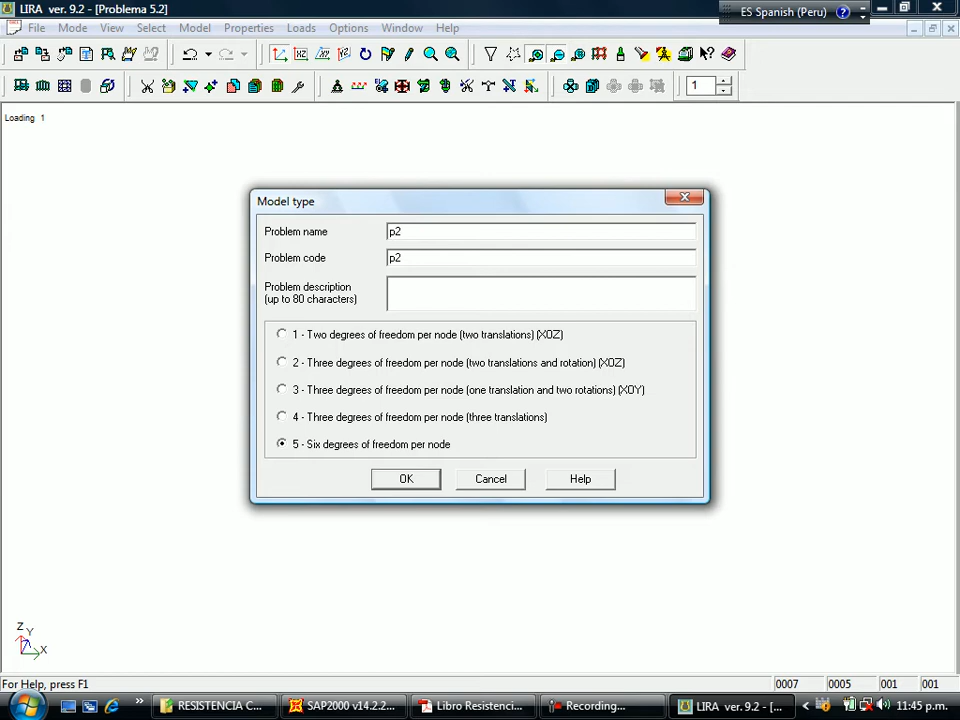 LIRA ver. 9.2 - [Problema 5.2]
ES Spanish (Peru)
File Mode View Select Model Properties Loads Options Window Help
1
Loading 1
Model type
Problem name p2
Problem code p2
Problem description
(up to 80 characters)
1 - Two degrees of freedom per node (two translations) (XOZ)
2 - Three degrees of freedom per node (two translations and rotation) (XOZ)
3 - Three degrees of freedom per node (one translation and two rotations) (XOY)
4 - Three degrees of freedom per node (three translations)
5 - Six degrees of freedom per node
OK Cancel Help
Z
Y
X
For Help, press F1 0007 0005 001 001
RESISTENCIA C... SAP2000 v14.2.2... Libro Resistenci... Recording... LIRA ver. 9.2 - [... 11:45 p.m.